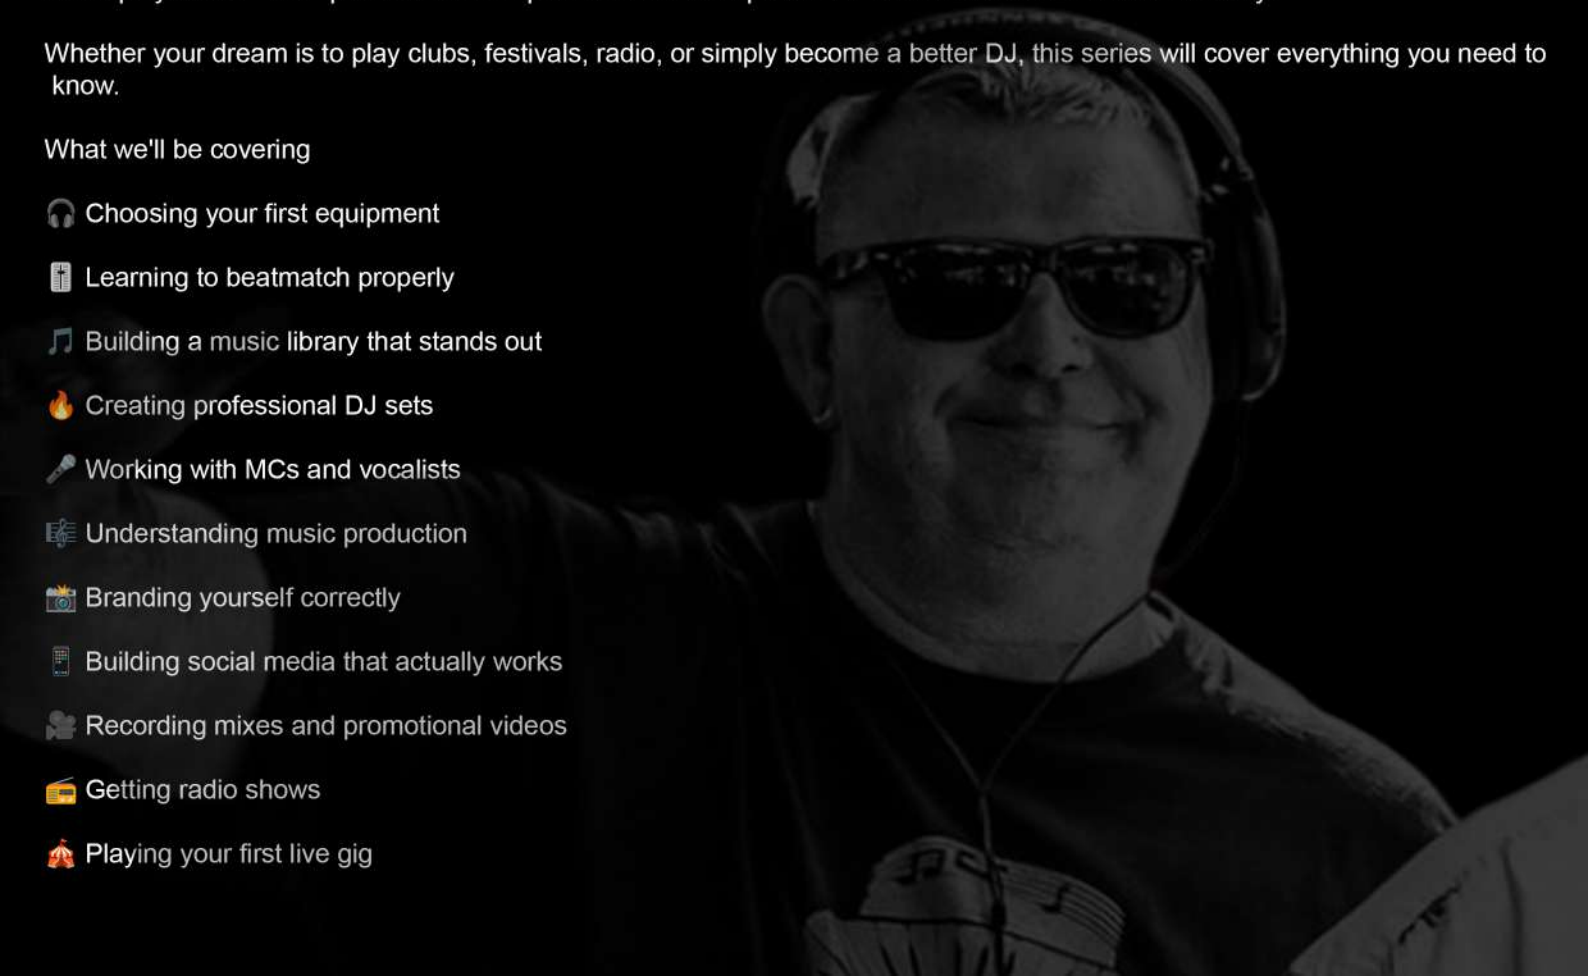 Whether your dream is to play clubs, festivals, radio, or simply become a better DJ, this series will cover everything you need to
know.
What we'll be covering
🎧 Choosing your first equipment
🎚 Learning to beatmatch properly
🎵 Building a music library that stands out
🔥 Creating professional DJ sets
🎤 Working with MCs and vocalists
🎼 Understanding music production
📸 Branding yourself correctly
📱 Building social media that actually works
🎥 Recording mixes and promotional videos
📻 Getting radio shows
🎪 Playing your first live gig